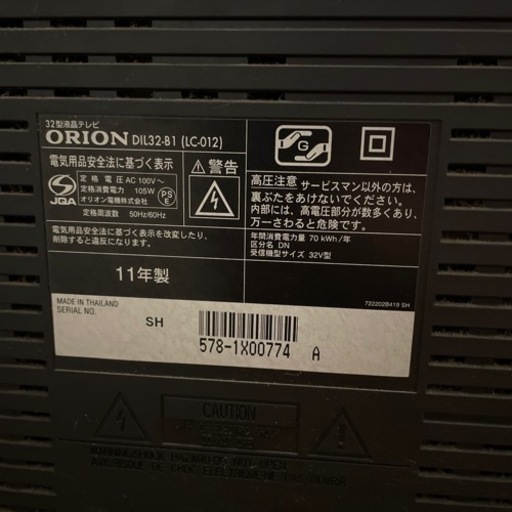 32型液晶テレビ
ORION DIL32-B1 (LC-012)
電気用品安全法に基づく表示
JQA
定格電圧 AC 100V~
定格消費電力 105W
オリオン電機株式会社
定格周波数 50Hz/60Hz
PS
E
電気用品安全法に基づく表示を改変したり、
削除すると違反になります。
警告
G
高圧注意 サービスマン以外の方は、
裏ぶたをあけないでください。
内部には、高電圧部分が数多くあり、
万一さわると危険です。
年間消費電力量 70 kWh/年
区分名 DN
受信機型サイズ 32V型
11年製
MADE IN THAILAND
SERIAL NO.
722202B419 SH
SH
578-1X00774 A
CAUTION